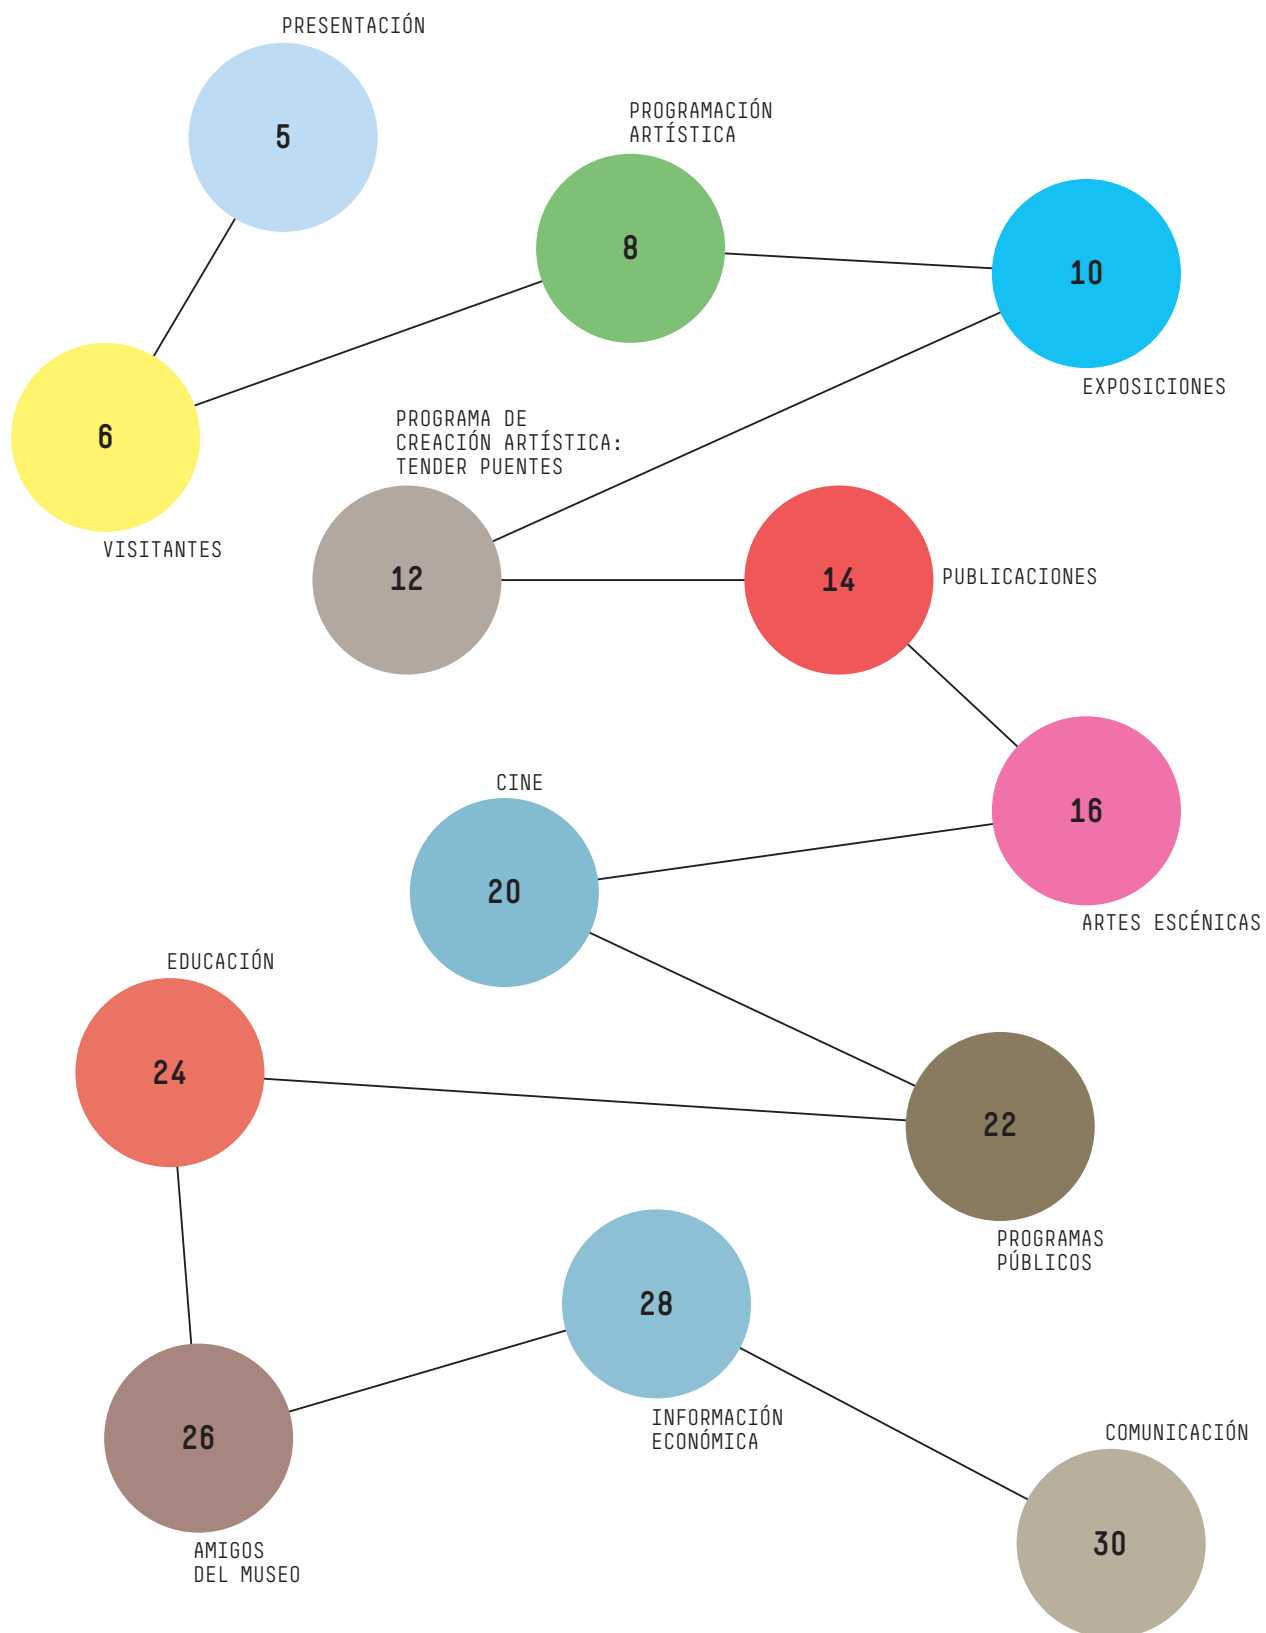 PRESENTACIÓN
5
PROGRAMACIÓN
ARTÍSTICA
8
10
EXPOSICIONES
6
VISITANTES
PROGRAMA DE
CREACIÓN ARTÍSTICA:
TENDER PUENTES
12
14
PUBLICACIONES
16
ARTES ESCÉNICAS
CINE
20
22
PROGRAMAS
PÚBLICOS
EDUCACIÓN
24
26
AMIGOS
DEL MUSEO
28
INFORMACIÓN
ECONÓMICA
COMUNICACIÓN
30